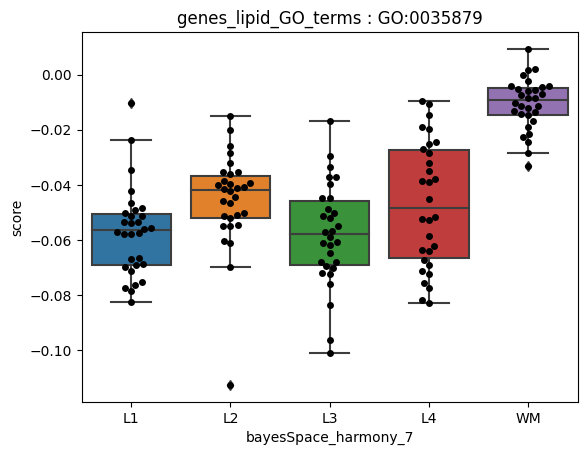 genes_lipid_GO_terms : GO:0035879
score
0.00
−0.02
−0.04
−0.06
−0.08
−0.10
L1 L2 L3 L4 WM
bayesSpace_harmony_7